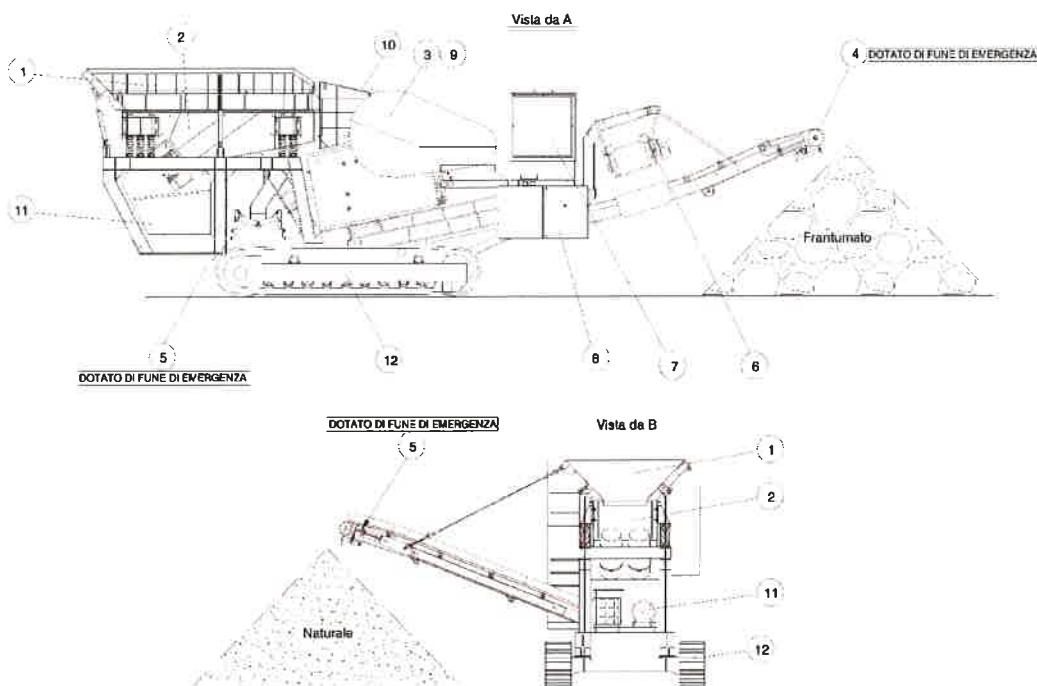 Vista da A
2
10
3
9
4
DOTATO DI FUNE DI EMERGENZA
1
11
Frantumato
5
12
8
7
6
DOTATO DI FUNE DI EMERGENZA
DOTATO DI FUNE DI EMERGENZA
Vista da B
5
1
2
11
Naturale
12